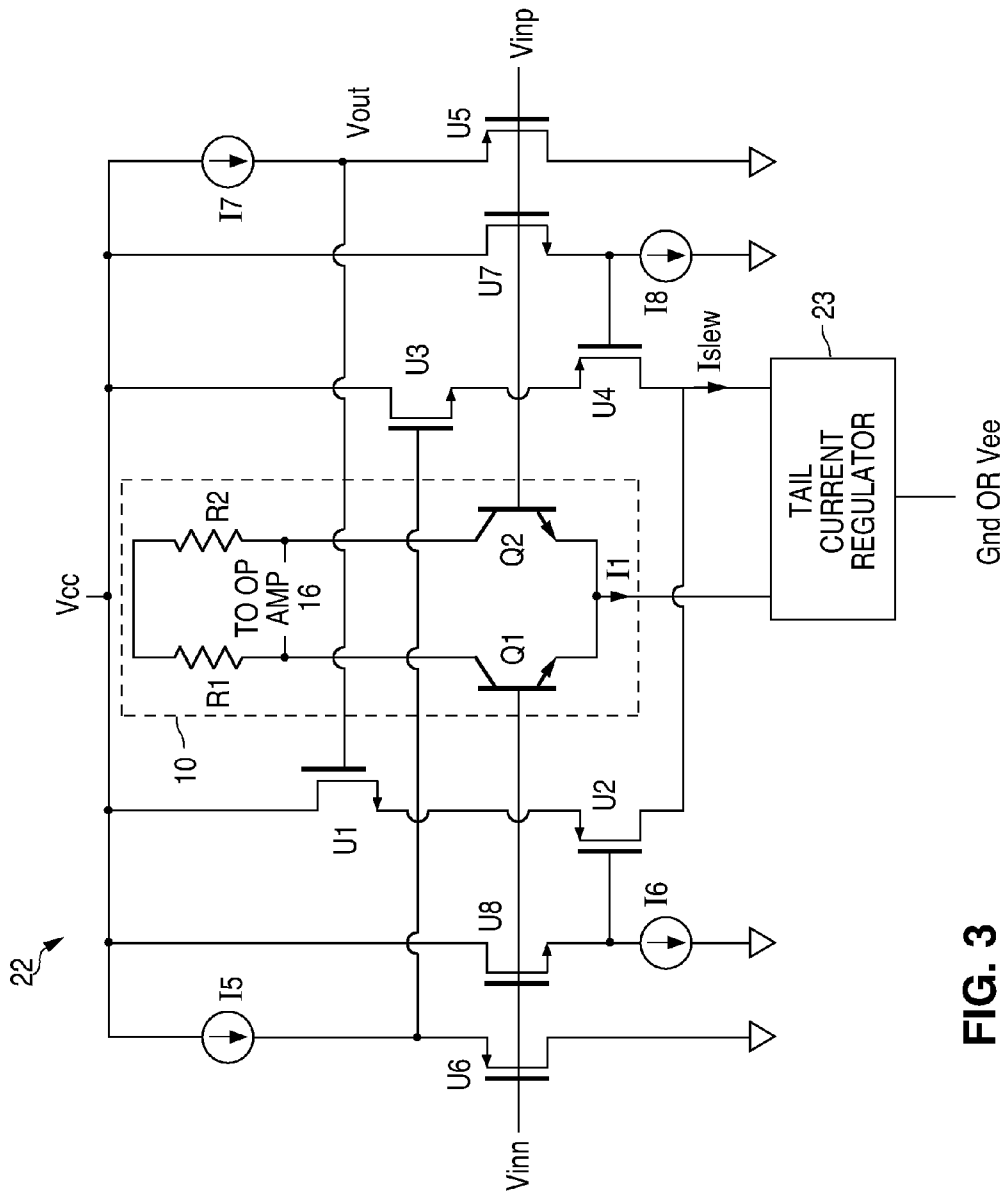 22
Vcc
I5
I7
10
R1
R2
TO OP
AMP
16
Vout
U1
U3
U6
U8
Q1
Q2
U7
U5
Vinn
Vinp
U2
U4
I6
I8
I1
Islew
23
TAIL
CURRENT
REGULATOR
Gnd OR Vee
FIG. 3